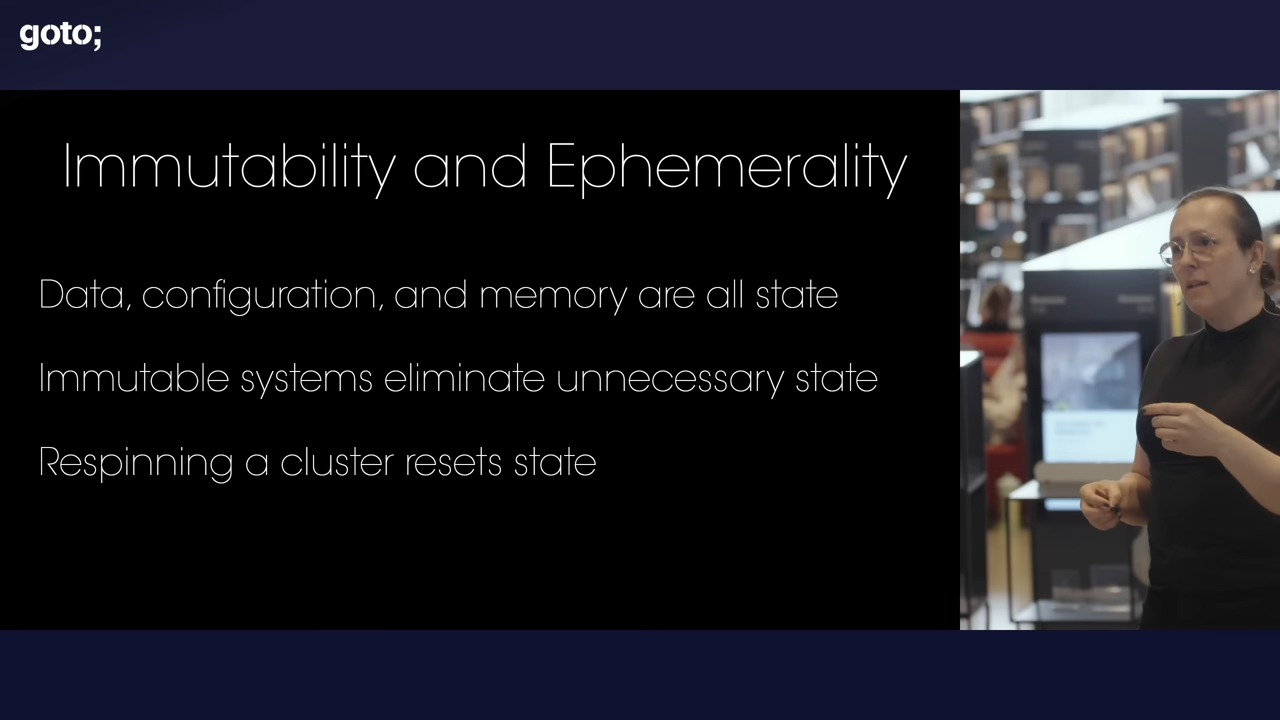 goto;
Immutability and Ephemerality
Data, configuration, and memory are all state
Immutable systems eliminate unnecessary state
Respinning a cluster resets state